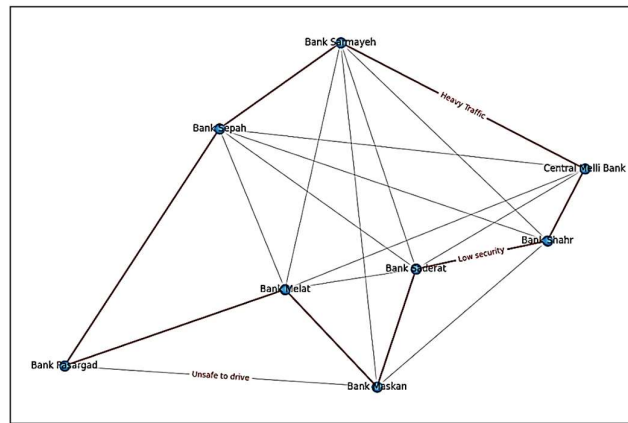 Bank Sarmayeh
Heavy Traffic
Bank Sepah
Central Melli Bank
Bank Shahr
Low security
Bank Saderat
Bank Melat
Bank Pasargad
Unsafe to drive
Bank Maskan